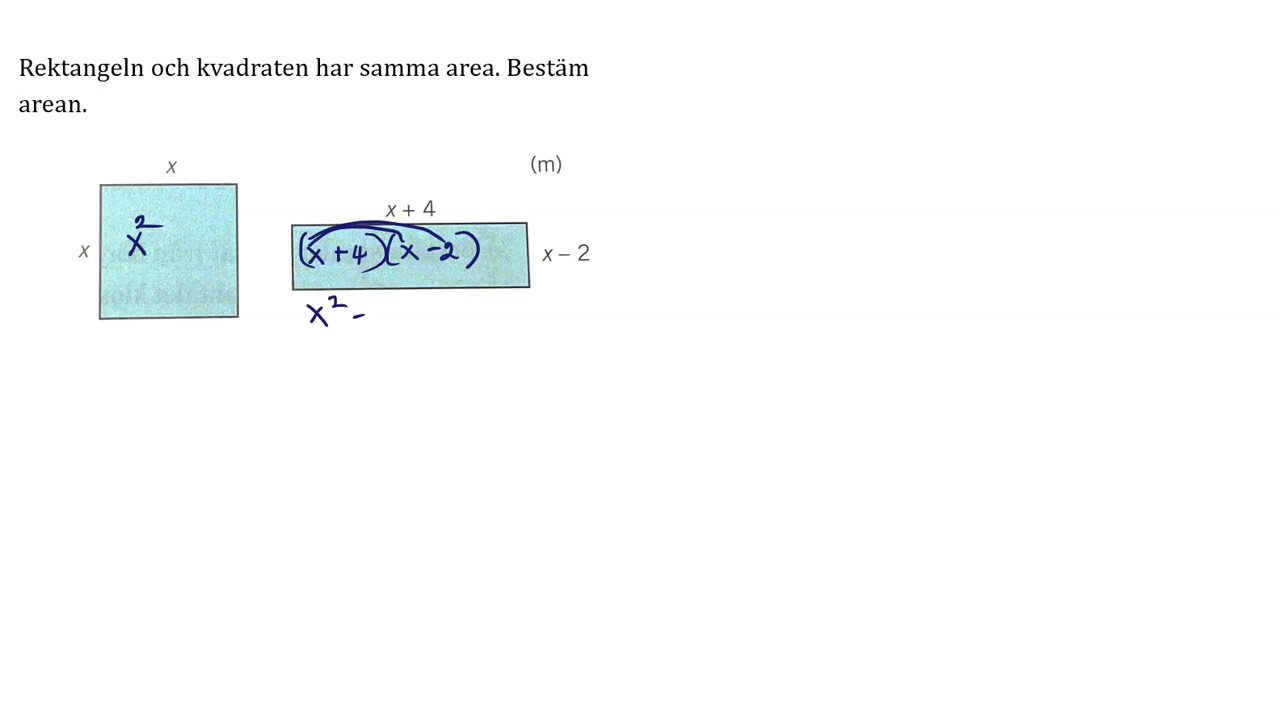 Rektangeln och kvadraten har samma area. Bestäm
arean.
(m)
x
x
x²
x + 4
(x+4)(x-2)
x – 2
x² -